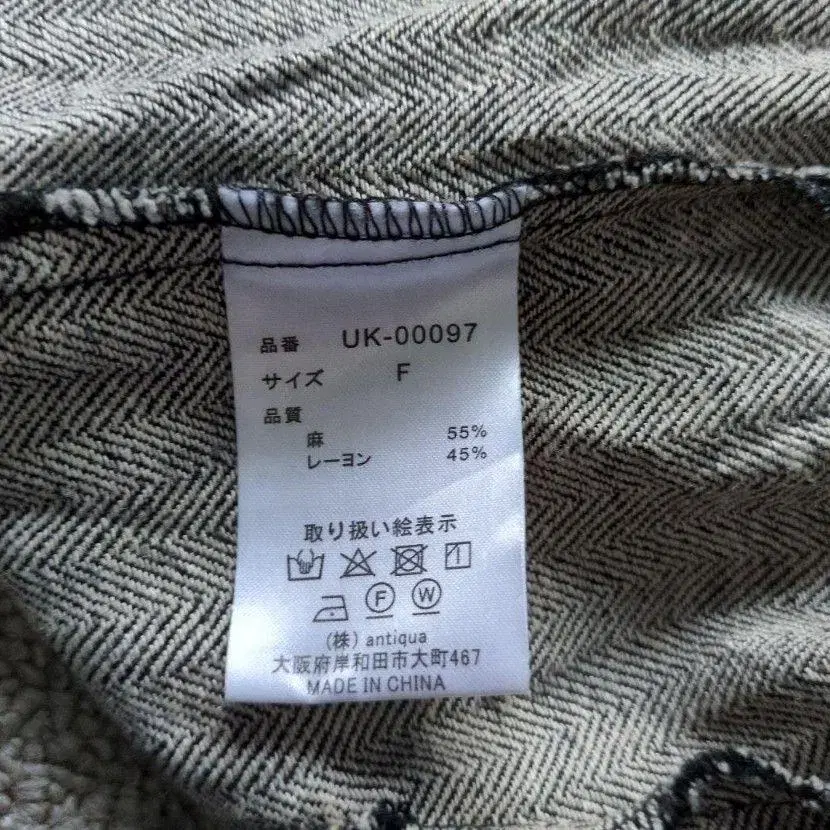 品番 UK-00097
サイズ F
品質
麻 55%
レーヨン 45%
取り扱い絵表示
F W
(株) antiqua
大阪府岸和田市大町467
MADE IN CHINA